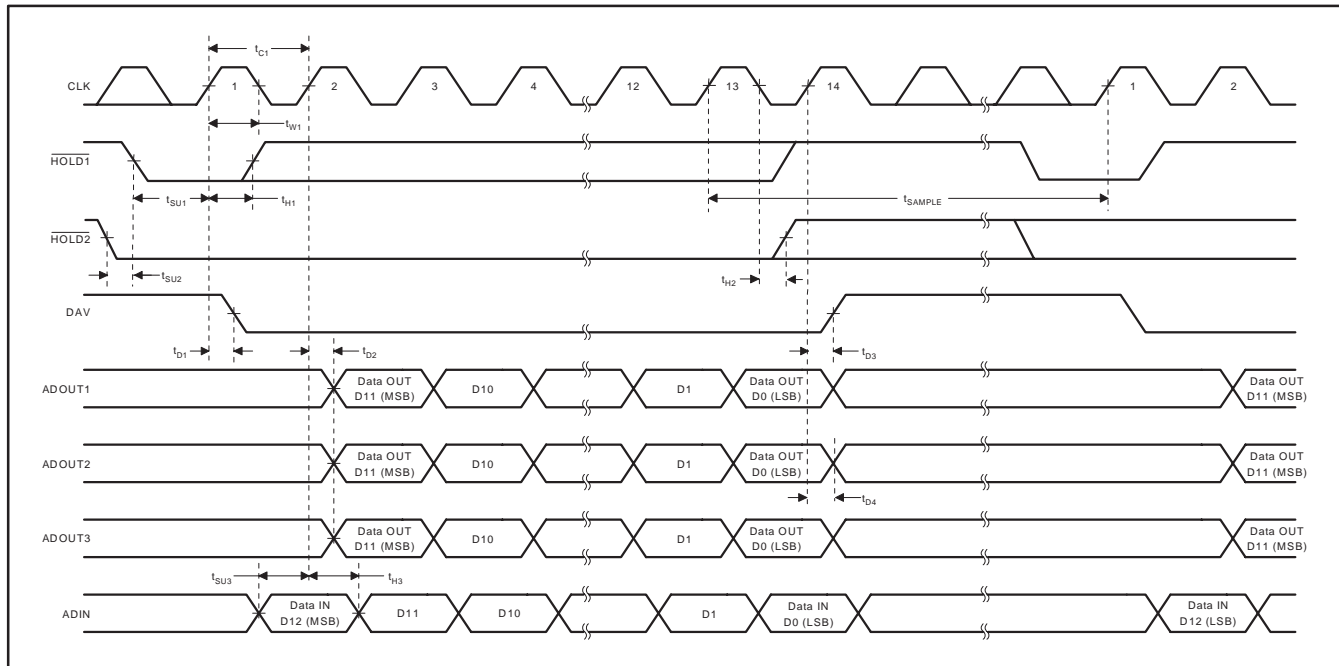 tC1
CLK
1
2
3
4
12
13
14
1
2
tW1
HOLD1
tSU1
tH1
tSAMPLE
HOLD2
tSU2
tH2
DAV
tD1
tD2
tD3
ADOUT1
Data OUT
D11 (MSB)
D10
D1
Data OUT
D0 (LSB)
Data OUT
D11 (MSB)
ADOUT2
Data OUT
D11 (MSB)
D10
D1
Data OUT
D0 (LSB)
Data OUT
D11 (MSB)
tD4
ADOUT3
Data OUT
D11 (MSB)
D10
D1
Data OUT
D0 (LSB)
Data OUT
D11 (MSB)
tSU3
tH3
ADIN
Data IN
D12 (MSB)
D11
D10
D1
Data IN
D0 (LSB)
Data IN
D12 (LSB)